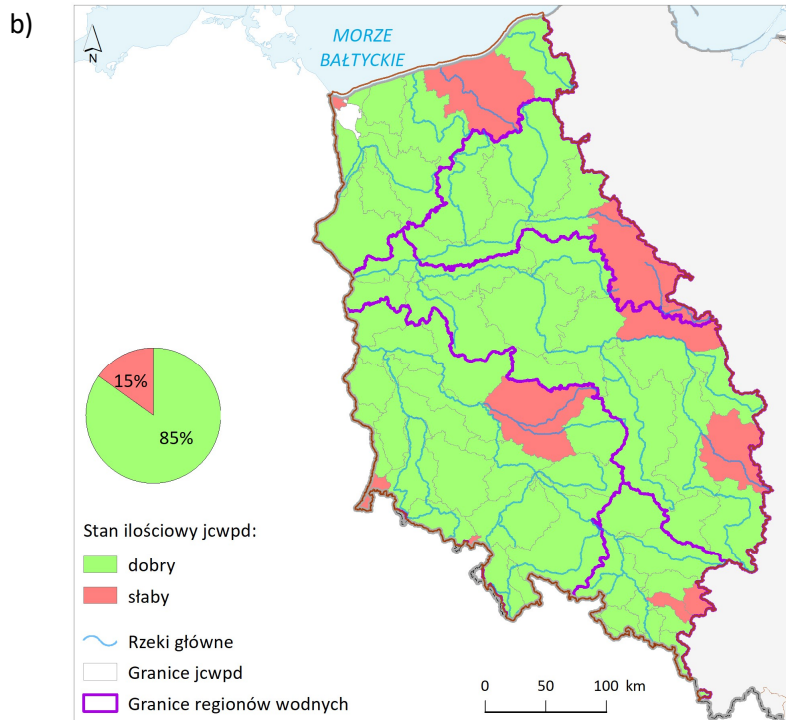 b)
N
MORZE
BAŁTYCKIE
15%
85%
Stan ilościowy jcwpd:
dobry
słaby
Rzeki główne
Granice jcwpd
Granice regionów wodnych
0 50 100 km